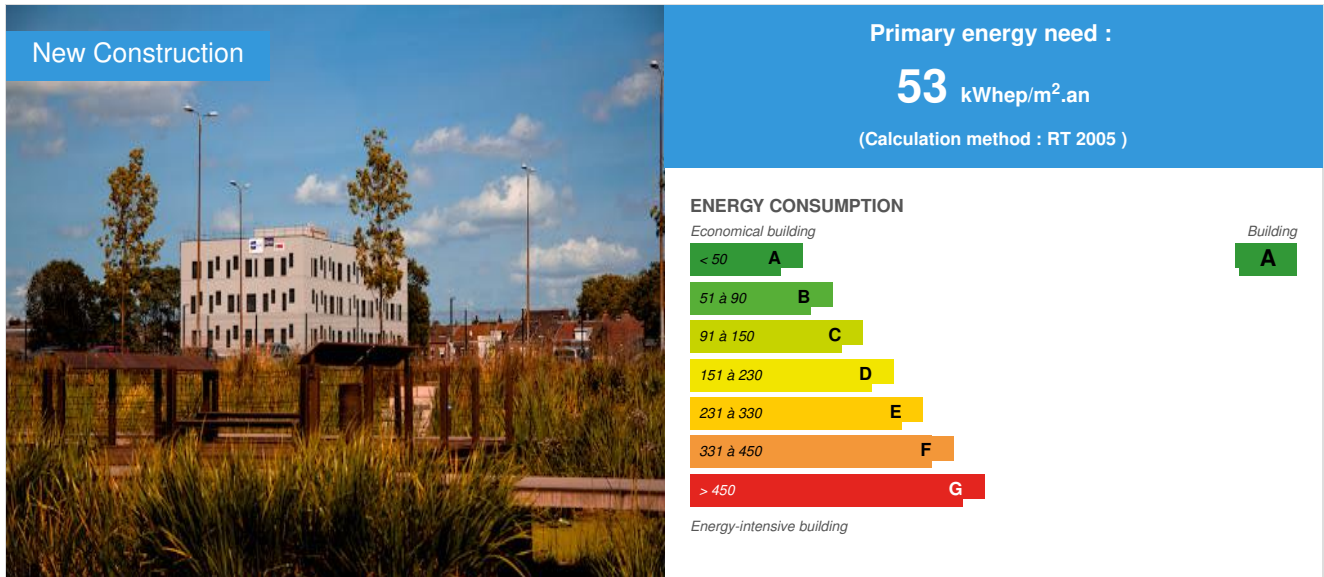 New Construction
Primary energy need :
53 kWhep/m².an
(Calculation method : RT 2005 )
ENERGY CONSUMPTION
Economical building
Building
< 50 A
A
51 à 90 B
91 à 150 C
151 à 230 D
231 à 330 E
331 à 450 F
> 450 G
Energy-intensive building